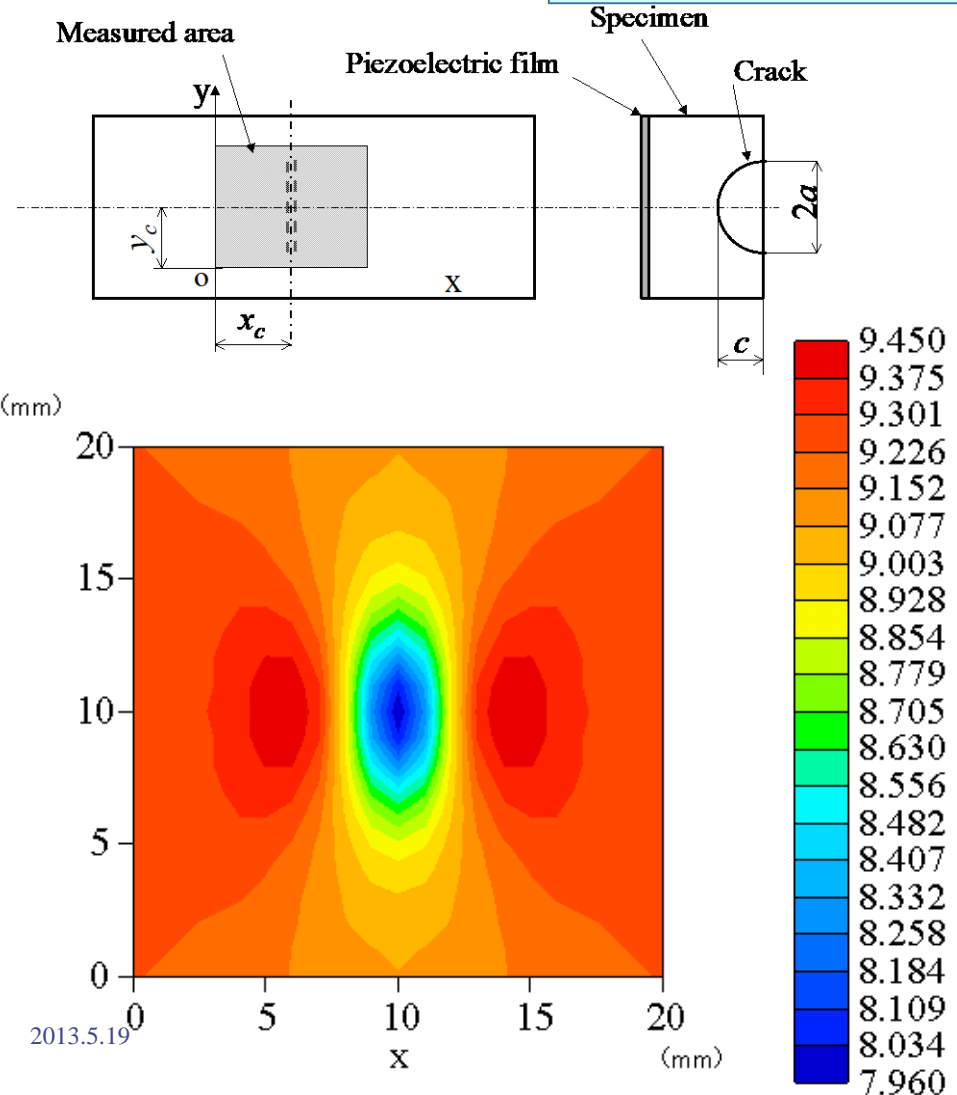 Specimen
Measured area
Piezoelectric film
Crack
y
2a
y_c
o
x
x_c
c
(mm)
20
15
10
5
0
0 5 10 15 20
x
(mm)
9.450
9.375
9.301
9.226
9.152
9.077
9.003
8.928
8.854
8.779
8.705
8.630
8.556
8.482
8.407
8.332
8.258
8.184
8.109
8.034
7.960
2013.5.19